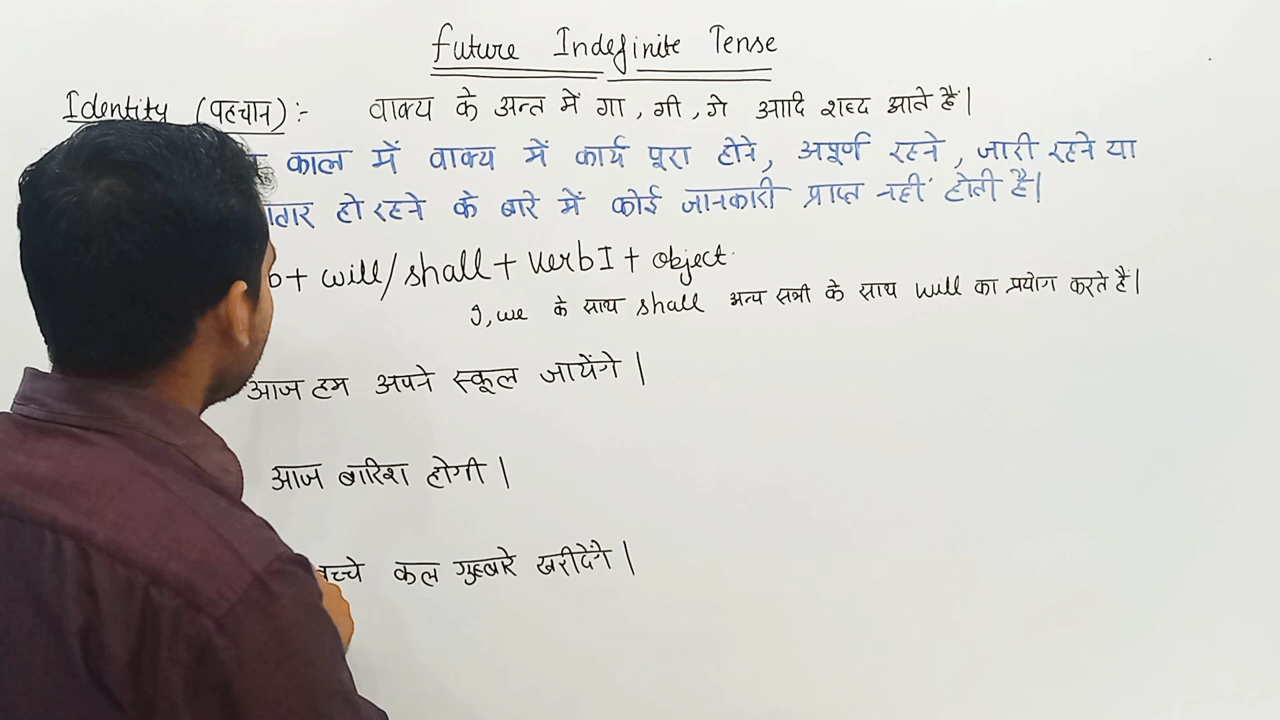 Future Indefinite Tense
Identity (पहचान):- वाक्य के अन्त में गा, गी, गे आदि शब्द आते हैं|
काल में वाक्य में कार्य पूरा होने, अपूर्ण रहने, जारी रहने या
हो रहने के बारे में कोई जानकारी प्राप्त नहीं होती है|
+ will/shall + Verb I + object.
I, we के साथ shall अन्य सभी के साथ will का प्रयोग करते हैं|
आज हम अपने स्कूल जायेंगे|
आज बारिश होगी|
बच्चे कल गुब्बारे खरीदेंगे|